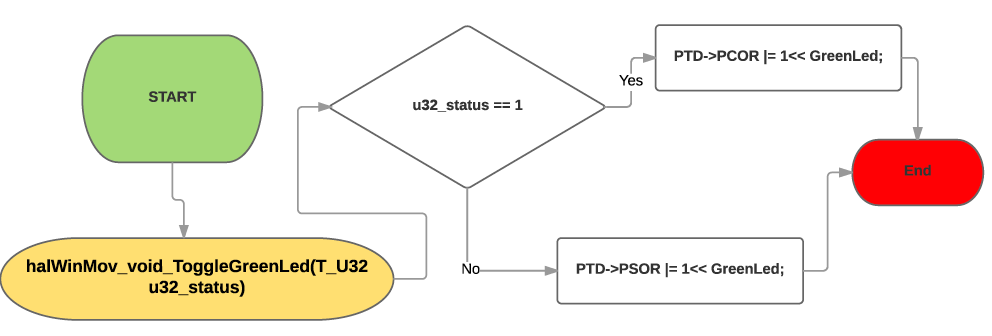 START
halWinMov_void_ToggleGreenLed(T_U32
u32_status)
u32_status == 1
Yes
PTD->PCOR |= 1<< GreenLed;
No
PTD->PSOR |= 1<< GreenLed;
End